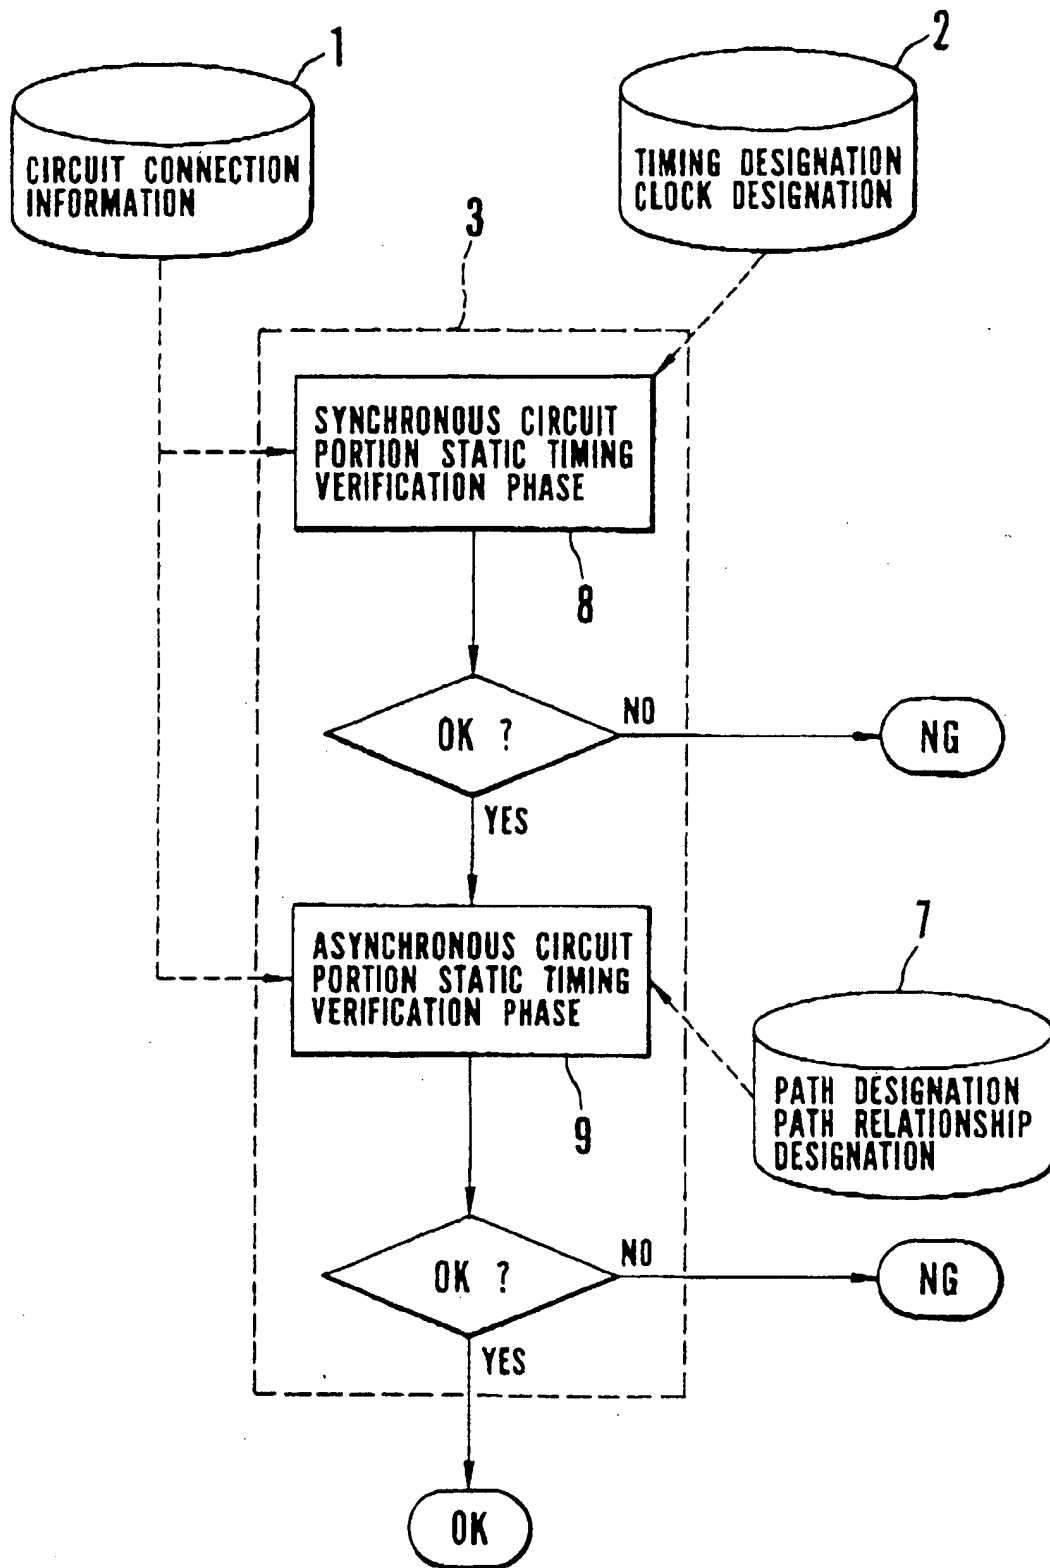 1
2
CIRCUIT CONNECTION
INFORMATION
TIMING DESIGNATION
CLOCK DESIGNATION
3
SYNCHRONOUS CIRCUIT
PORTION STATIC TIMING
VERIFICATION PHASE
8
OK ?
NO
NG
YES
7
ASYNCHRONOUS CIRCUIT
PORTION STATIC TIMING
VERIFICATION PHASE
9
PATH DESIGNATION
PATH RELATIONSHIP
DESIGNATION
OK ?
NO
NG
YES
OK